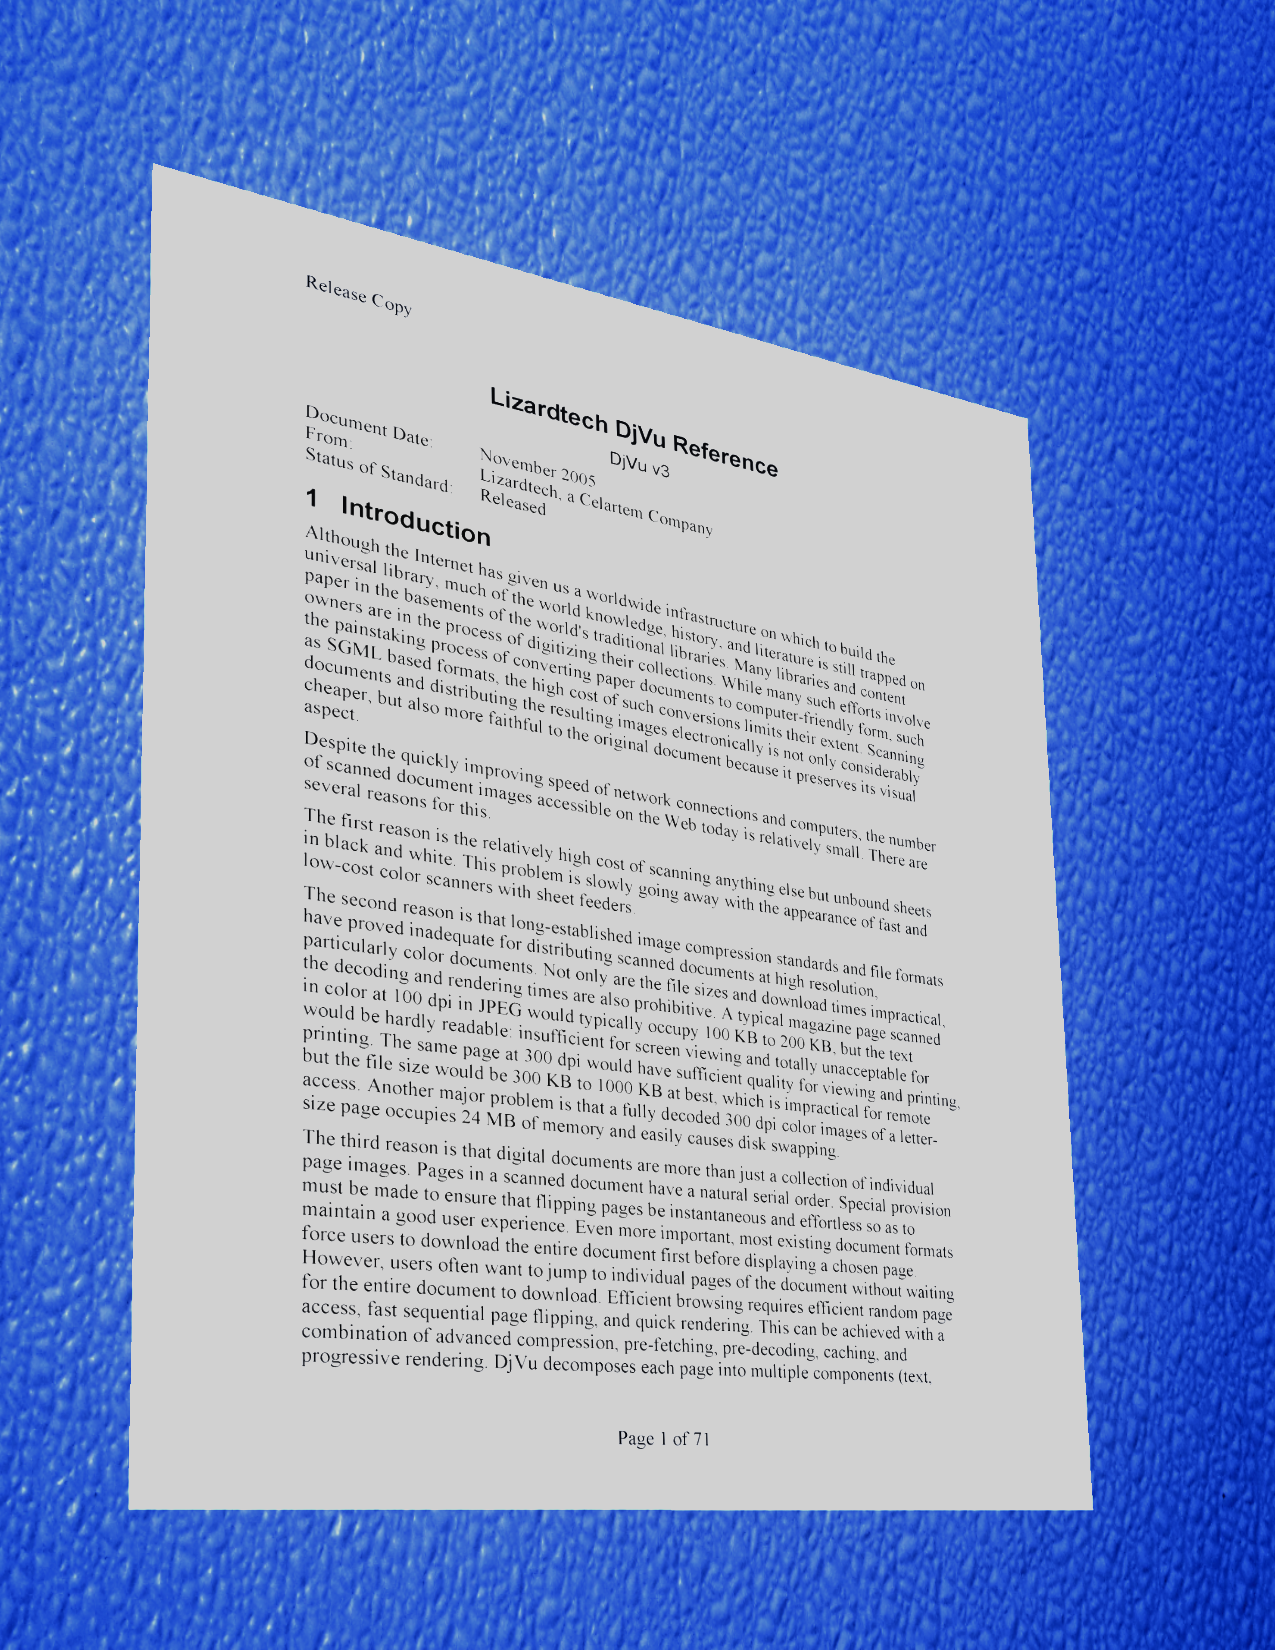 Release Copy
Lizardtech DjVu Reference
DjVu v3
Document Date: November 2005
From: Lizardtech, a Celartem Company
Status of Standard: Released
1 Introduction
Although the Internet has given us a worldwide infrastructure on which to build the
universal library, much of the world knowledge, history, and literature is still trapped on
paper in the basements of the world's traditional libraries. Many libraries and content
owners are in the process of digitizing their collections. While many such efforts involve
the painstaking process of converting paper documents to computer-friendly form, such
as SGML based formats, the high cost of such conversions limits their extent. Scanning
documents and distributing the resulting images electronically is not only considerably
cheaper, but also more faithful to the original document because it preserves its visual
aspect.
Despite the quickly improving speed of network connections and computers, the number
of scanned document images accessible on the Web today is relatively small. There are
several reasons for this.
The first reason is the relatively high cost of scanning anything else but unbound sheets
in black and white. This problem is slowly going away with the appearance of fast and
low-cost color scanners with sheet feeders.
The second reason is that long-established image compression standards and file formats
have proved inadequate for distributing scanned documents at high resolution,
particularly color documents. Not only are the file sizes and download times impractical,
the decoding and rendering times are also prohibitive. A typical magazine page scanned
in color at 100 dpi in JPEG would typically occupy 100 KB to 200 KB, but the text
would be hardly readable: insufficient for screen viewing and totally unacceptable for
printing. The same page at 300 dpi would have sufficient quality for viewing and printing,
but the file size would be 300 KB to 1000 KB at best, which is impractical for remote
access. Another major problem is that a fully decoded 300 dpi color images of a letter-
size page occupies 24 MB of memory and easily causes disk swapping.
The third reason is that digital documents are more than just a collection of individual
page images. Pages in a scanned document have a natural serial order. Special provision
must be made to ensure that flipping pages be instantaneous and effortless so as to
maintain a good user experience. Even more important, most existing document formats
force users to download the entire document first before displaying a chosen page.
However, users often want to jump to individual pages of the document without waiting
for the entire document to download. Efficient browsing requires efficient random page
access, fast sequential page flipping, and quick rendering. This can be achieved with a
combination of advanced compression, pre-fetching, pre-decoding, caching, and
progressive rendering. DjVu decomposes each page into multiple components (text,
Page 1 of 71